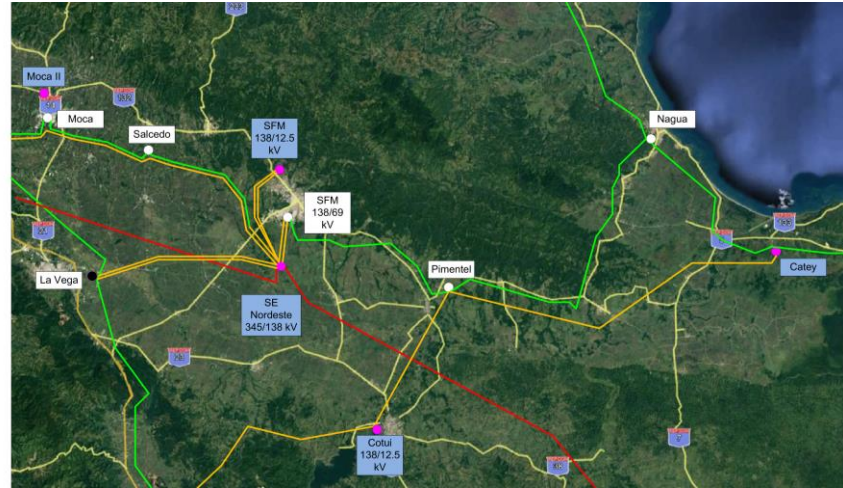 Moca II
Moca
Salcedo
SFM
138/12.5
kV
Nagua
SFM
138/69
kV
La Vega
Pimentel
Catey
SE
Nordeste
345/138 kV
Cotui
138/12.5
kV